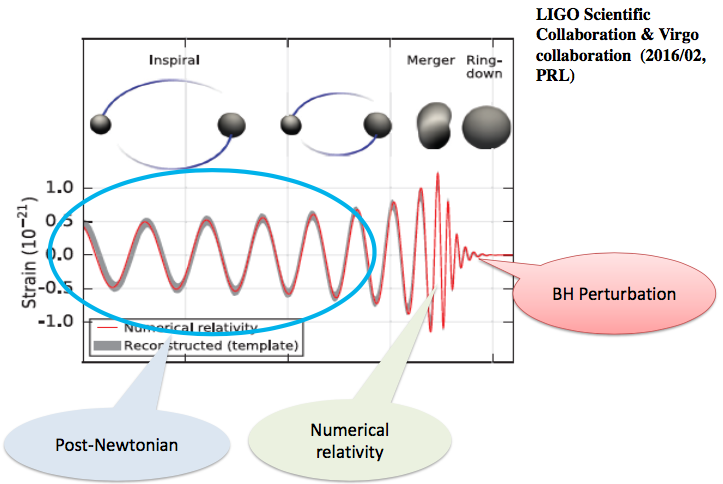 LIGO Scientific
Collaboration & Virgo
collaboration (2016/02,
PRL)
Inspiral
Merger Ring-
down
1.0
0.5
0.0
-0.5
-1.0
Strain (10⁻²¹)
Numerical relativity
Reconstructed (template)
BH Perturbation
Post-Newtonian
Numerical
relativity